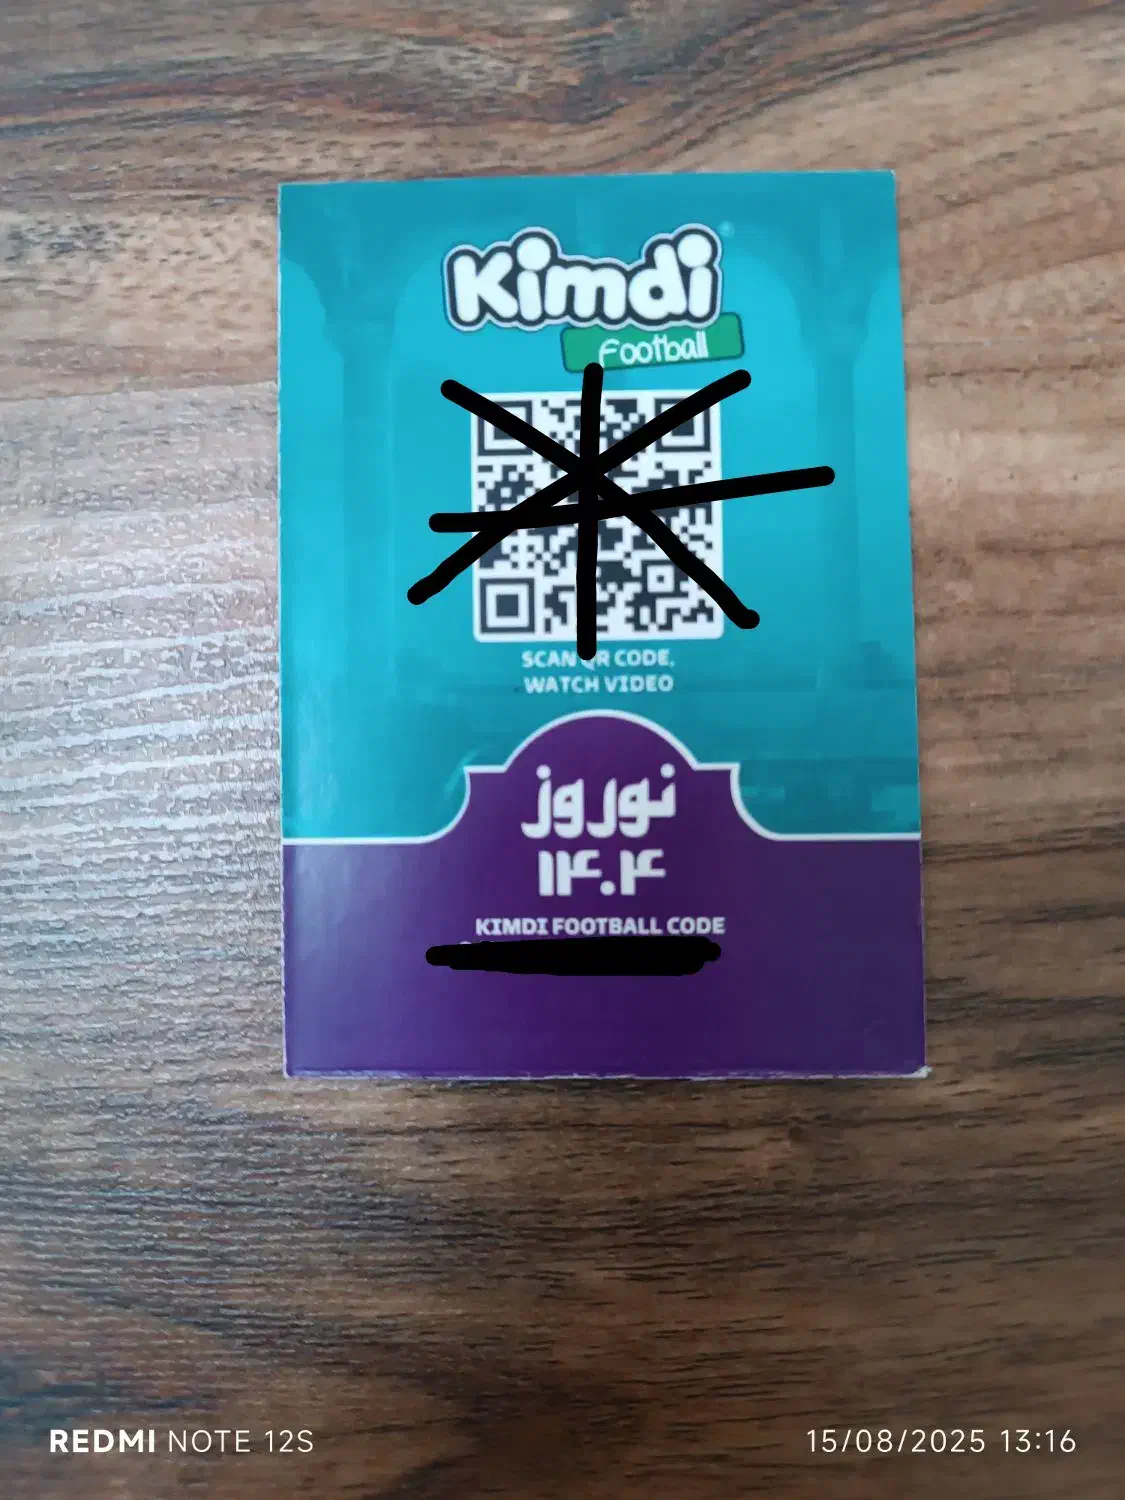 Kimdi
Football
SCAN QR CODE,
WATCH VIDEO
نوروز
۱۴۰۴
KIMDI FOOTBALL CODE
REDMI NOTE 12S
15/08/2025 13:16